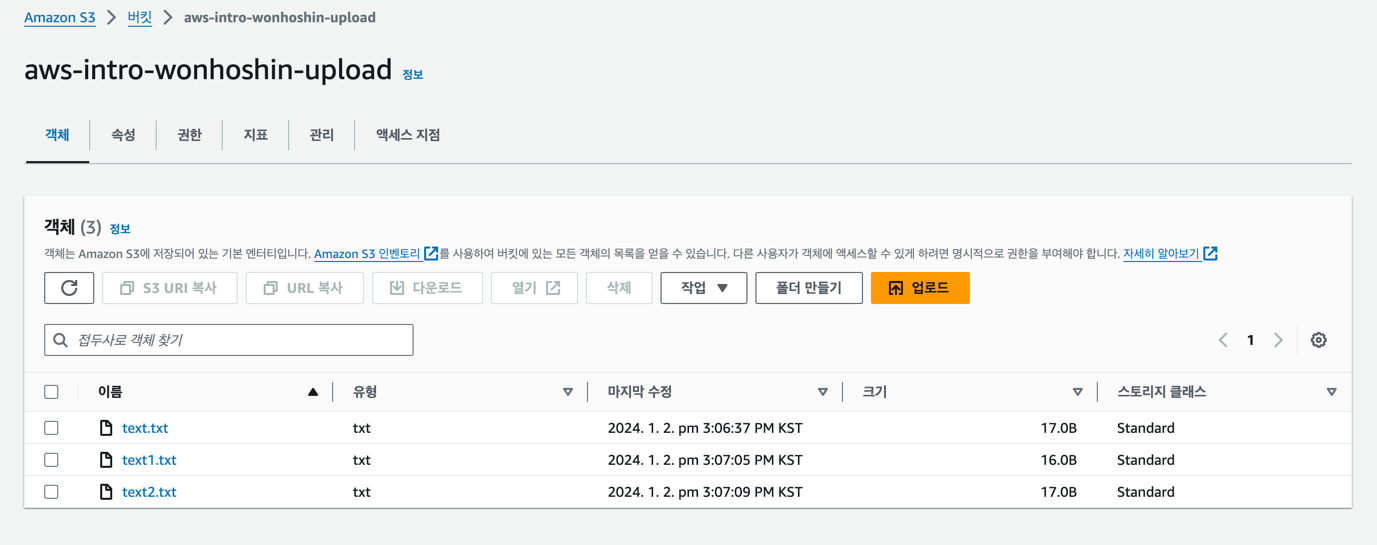 Amazon S3 > 버킷 > aws-intro-wonhoshin-upload
aws-intro-wonhoshin-upload 정보
객체 속성 권한 지표 관리 액세스 지점
객체 (3) 정보
객체는 Amazon S3에 저장되어 있는 기본 엔터티입니다. Amazon S3 인벤토리를 사용하여 버킷에 있는 모든 객체의 목록을 얻을 수 있습니다. 다른 사용자가 객체에 액세스할 수 있게 하려면 명시적으로 권한을 부여해야 합니다. 자세히 알아보기
S3 URI 복사 URL 복사 다운로드 열기 삭제 작업 폴더 만들기 업로드
접두사로 객체 찾기 1
이름 유형 마지막 수정 크기 스토리지 클래스
text.txt txt 2024. 1. 2. pm 3:06:37 PM KST 17.0B Standard
text1.txt txt 2024. 1. 2. pm 3:07:05 PM KST 16.0B Standard
text2.txt txt 2024. 1. 2. pm 3:07:09 PM KST 17.0B Standard